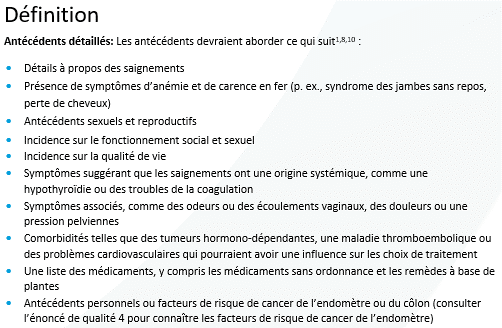 Définition
Antécédents détaillés: Les antécédents devraient aborder ce qui suit1,8,10 :
• Détails à propos des saignements
• Présence de symptômes d’anémie et de carence en fer (p. ex., syndrome des jambes sans repos,
perte de cheveux)
• Antécédents sexuels et reproductifs
• Incidence sur le fonctionnement social et sexuel
• Incidence sur la qualité de vie
• Symptômes suggérant que les saignements ont une origine systémique, comme une
hypothyroïdie ou des troubles de la coagulation
• Symptômes associés, comme des odeurs ou des écoulements vaginaux, des douleurs ou une
pression pelviennes
• Comorbidités telles que des tumeurs hormono-dépendantes, une maladie thromboembolique ou
des problèmes cardiovasculaires qui pourraient avoir une influence sur les choix de traitement
• Une liste des médicaments, y compris les médicaments sans ordonnance et les remèdes à base de
plantes
• Antécédents personnels ou facteurs de risque de cancer de l’endomètre ou du côlon (consulter
l’énoncé de qualité 4 pour connaître les facteurs de risque de cancer de l’endomètre)